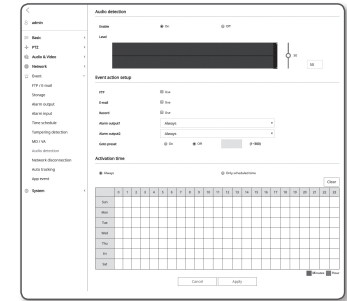 Audio detection
admin
Enable
On
Off
Level
Basic
PTZ
Audio & Video
50
Network
50
Event
Event action setup
FTP / E-mail
Storage
FTP
Use
Alarm output
E-mail
Use
Alarm input
Record
Use
Time schedule
Alarm output1
Always
Tampering detection
Alarm output2
Always
MD / VA
Goto preset
On
Off
Audio detection
Network disconnection
Activation time
Auto tracking
Always
Only scheduled time
App event
Clear
System
0 1 2 3 4 5 6 7 8 9 10 11 12 13 14 15 16 17 18 19 20 21 22 23
Sun
Mon
Tue
Wed
Thu
Fri
Sat
Minutes
Hour
Cancel
Apply